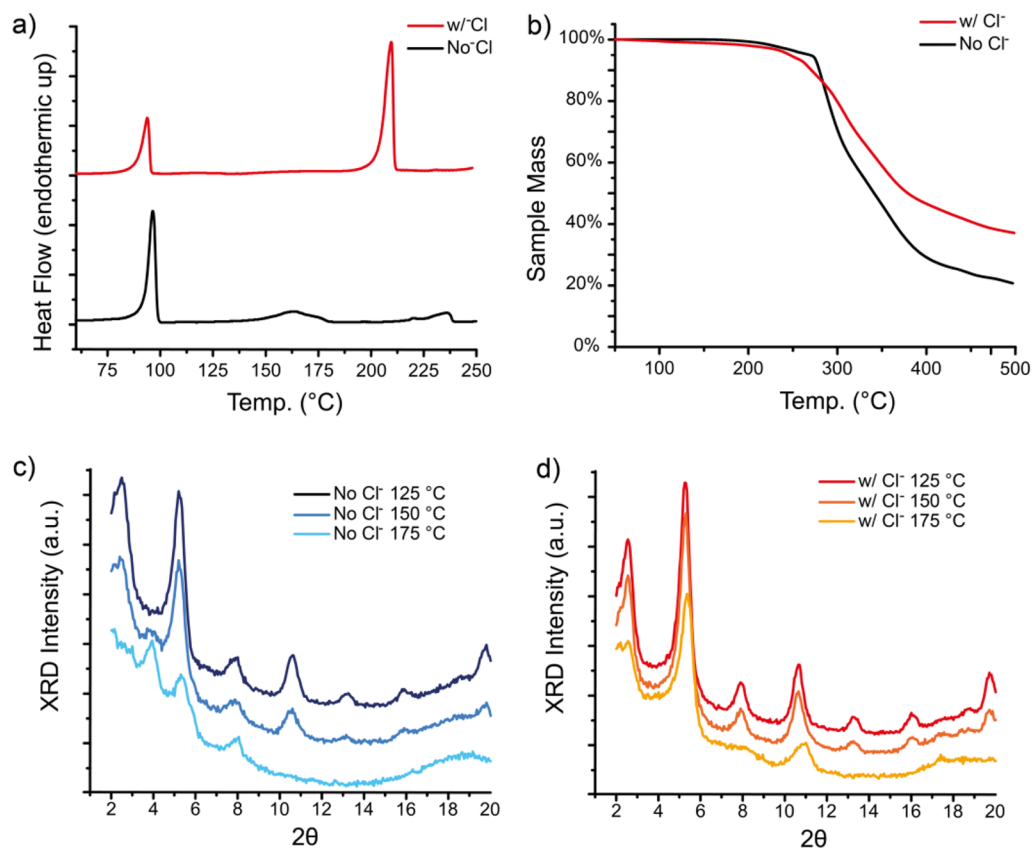 a)
w/⁻Cl
No⁻Cl
Heat Flow (endothermic up)
75 100 125 150 175 200 225 250
Temp. (°C)
b)
w/ Cl⁻
No Cl⁻
100%
80%
60%
40%
20%
0%
Sample Mass
100 200 300 400 500
Temp. (°C)
c)
No Cl⁻ 125 °C
No Cl⁻ 150 °C
No Cl⁻ 175 °C
XRD Intensity (a.u.)
2 4 6 8 10 12 14 16 18 20
2θ
d)
w/ Cl⁻ 125 °C
w/ Cl⁻ 150 °C
w/ Cl⁻ 175 °C
XRD Intensity (a.u.)
2 4 6 8 10 12 14 16 18 20
2θ